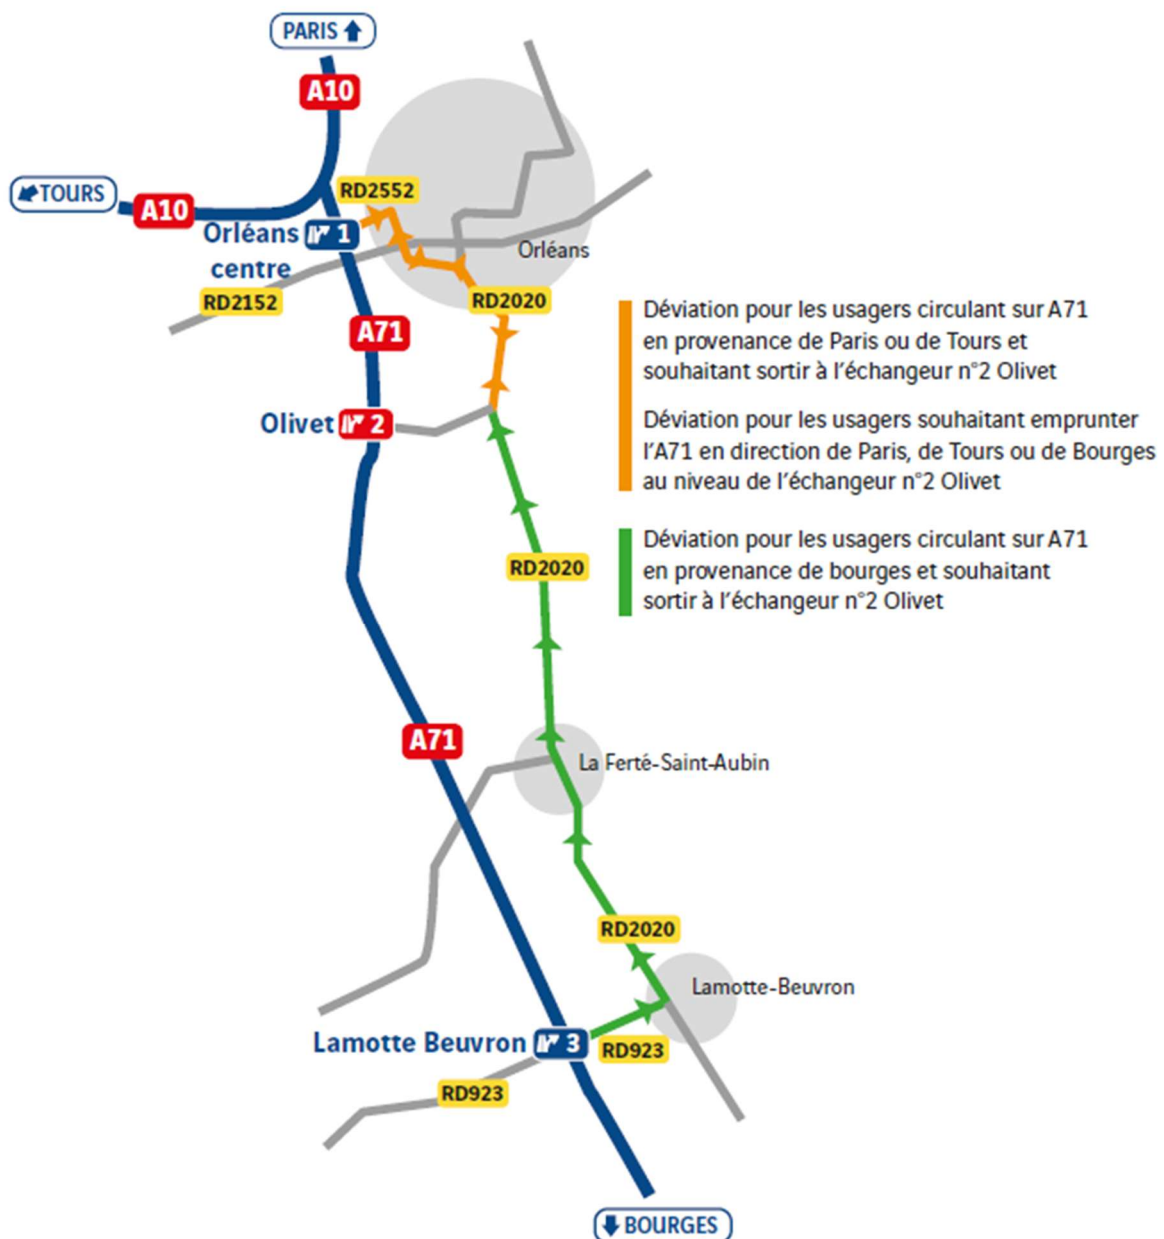 PARIS
A10
TOURS
A10
RD2552
Orléans 1
centre
Orléans
RD2152
RD2020
A71
Olivet 2
Déviation pour les usagers circulant sur A71
en provenance de Paris ou de Tours et
souhaitant sortir à l'échangeur n°2 Olivet
Déviation pour les usagers souhaitant emprunter
l'A71 en direction de Paris, de Tours ou de Bourges
au niveau de l'échangeur n°2 Olivet
Déviation pour les usagers circulant sur A71
en provenance de bourges et souhaitant
sortir à l'échangeur n°2 Olivet
RD2020
A71
La Ferté-Saint-Aubin
RD2020
Lamotte-Beuvron
Lamotte Beuvron 3
RD923
RD923
BOURGES